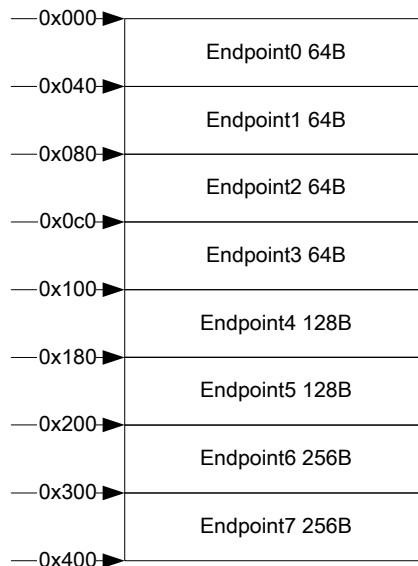 0x000
Endpoint0 64B
0x040
Endpoint1 64B
0x080
Endpoint2 64B
0x0c0
Endpoint3 64B
0x100
Endpoint4 128B
0x180
Endpoint5 128B
0x200
Endpoint6 256B
0x300
Endpoint7 256B
0x400